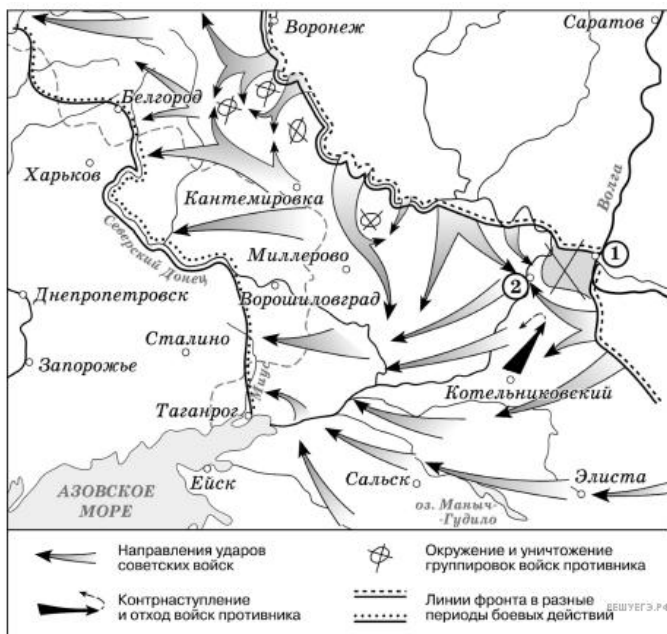 Воронеж
Саратов
Белгород
Харьков
Волга
Кантемировка
Северский Донец
1
Миллерово
2
Ворошиловград
Днепропетровск
Сталино
Запорожье
Миус
Котельниковский
Таганрог
Ейск
Сальск
Элиста
АЗОВСКОЕ
МОРЕ
оз. Маныч-
-Гудило
Направления ударов
советских войск
Окружение и уничтожение
группировок войск противника
Контрнаступление
и отход войск противника
Линии фронта в разные
периоды боевых действий
РЕШУЕГЭ.РФ